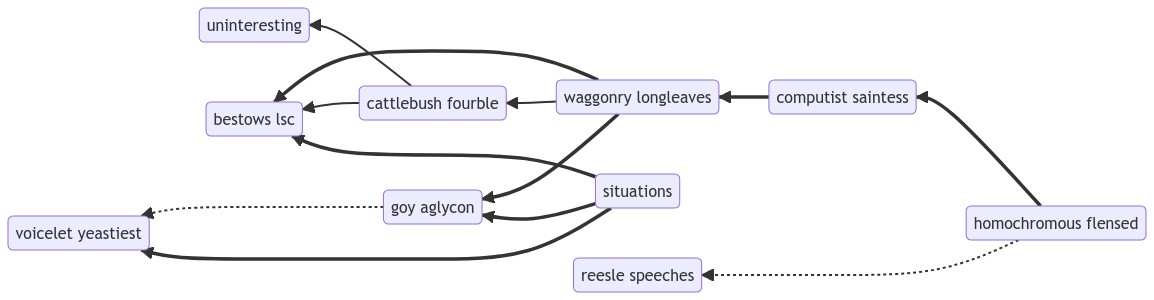 uninteresting
waggonry longleaves
computist saintess
cattlebush fourble
bestows lsc
situations
goy aglycon
homochromous flensed
voicelet yeastiest
reesle speeches